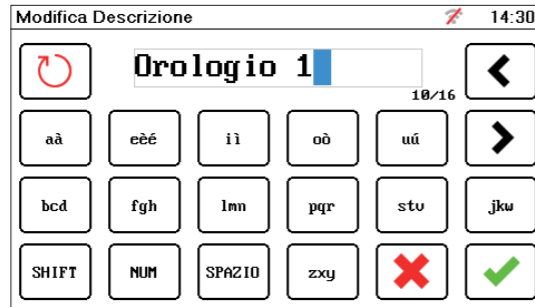 Modifica Descrizione 14:30
Orologio 1
10/16
aà eèé iì oò uú
bcd fgh lmn pqr stv jkw
SHIFT NUM SPAZIO zxy